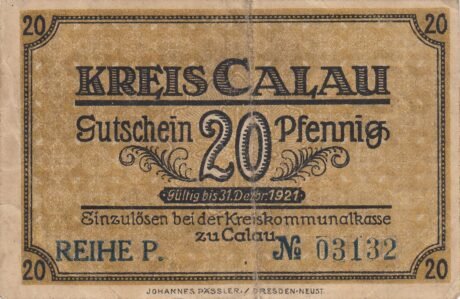 20 20
KREIS CALAU
Gutschein 20 Pfennig
Gültig bis 31. Dezbr. 1921
Einzulösen bei der Kreiskommunalkasse
zu Calau
REIHE P. № 03132
20 20
JOHANNES PÄSSLER / DRESDEN-NEUST.